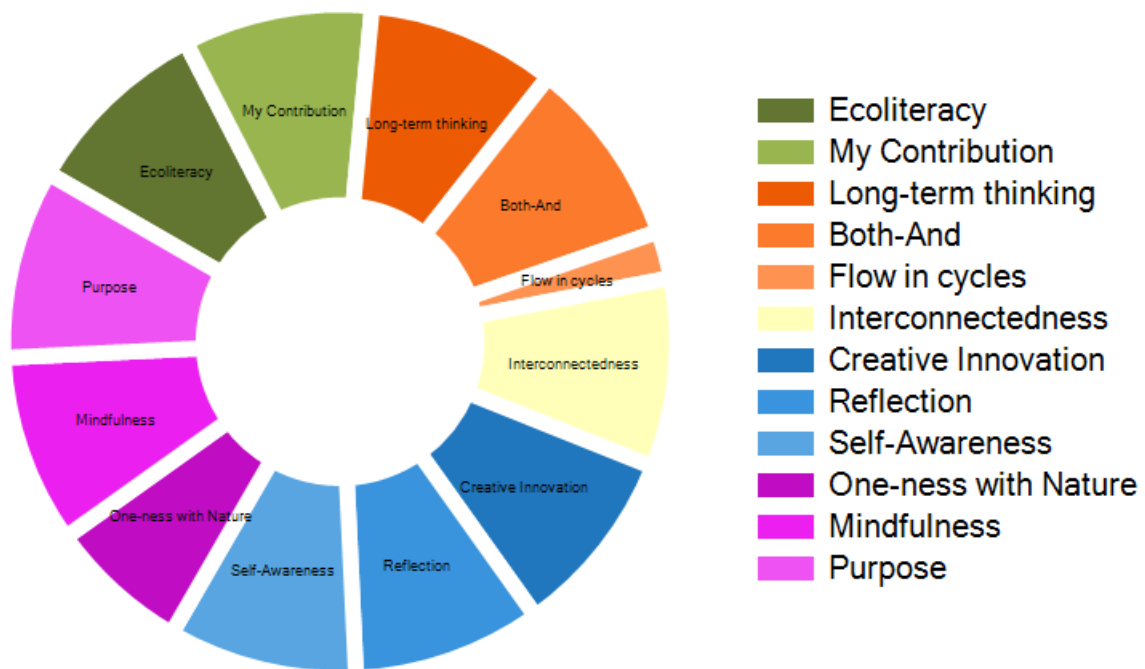 My Contribution
Long-term thinking
Ecoliteracy
Both-And
Flow in cycles
Purpose
Interconnectedness
Mindfulness
Creative Innovation
One-ness with Nature
Self-Awareness
Reflection
Ecoliteracy
My Contribution
Long-term thinking
Both-And
Flow in cycles
Interconnectedness
Creative Innovation
Reflection
Self-Awareness
One-ness with Nature
Mindfulness
Purpose